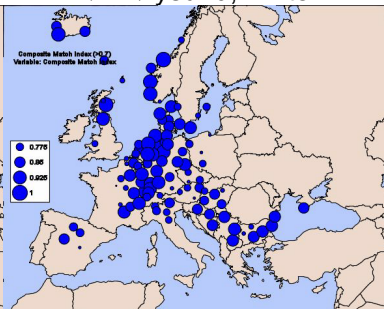 Composite Match Index (>0.7)
Variable: Composite Match Index
0.775
0.85
0.925
1